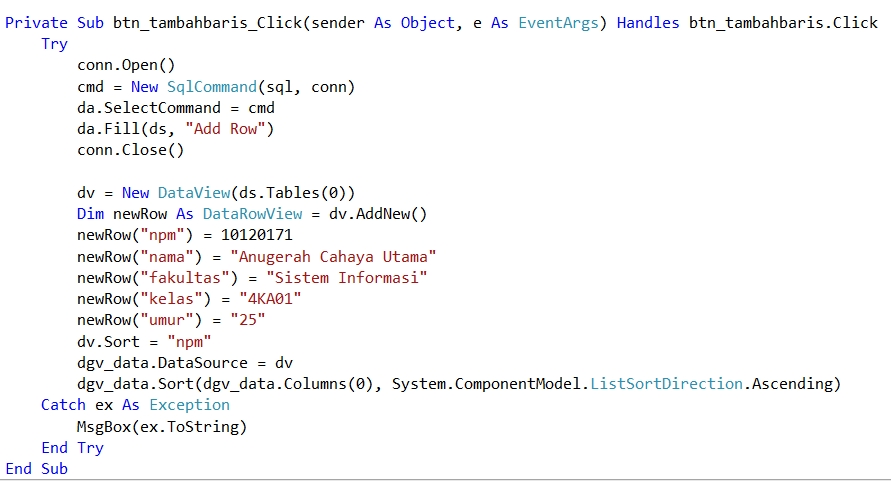 Private Sub btn_tambahbaris_Click(sender As Object, e As EventArgs) Handles btn_tambahbaris.Click
    Try
        conn.Open()
        cmd = New SqlCommand(sql, conn)
        da.SelectCommand = cmd
        da.Fill(ds, "Add Row")
        conn.Close()

        dv = New DataView(ds.Tables(0))
        Dim newRow As DataRowView = dv.AddNew()
        newRow("npm") = 10120171
        newRow("nama") = "Anugerah Cahaya Utama"
        newRow("fakultas") = "Sistem Informasi"
        newRow("kelas") = "4KA01"
        newRow("umur") = "25"
        dv.Sort = "npm"
        dgv_data.DataSource = dv
        dgv_data.Sort(dgv_data.Columns(0), System.ComponentModel.ListSortDirection.Ascending)
    Catch ex As Exception
        MsgBox(ex.ToString)
    End Try
End Sub